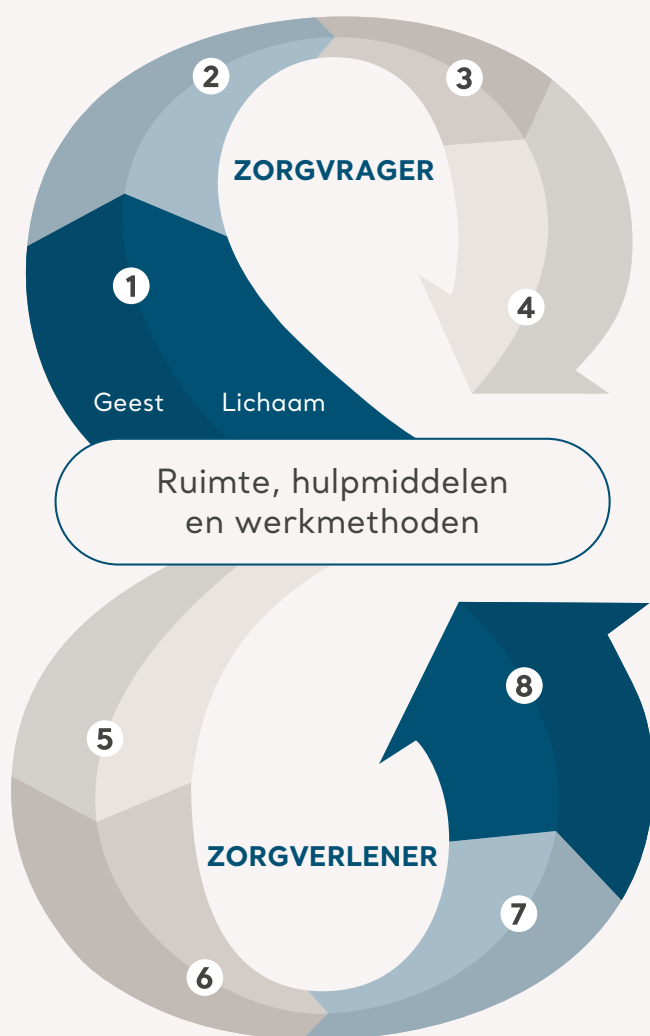 2
3
ZORGVRAGER
1
4
Geest Lichaam
Ruimte, hulpmiddelen
en werkmethoden
8
5
ZORGVERLENER
7
6